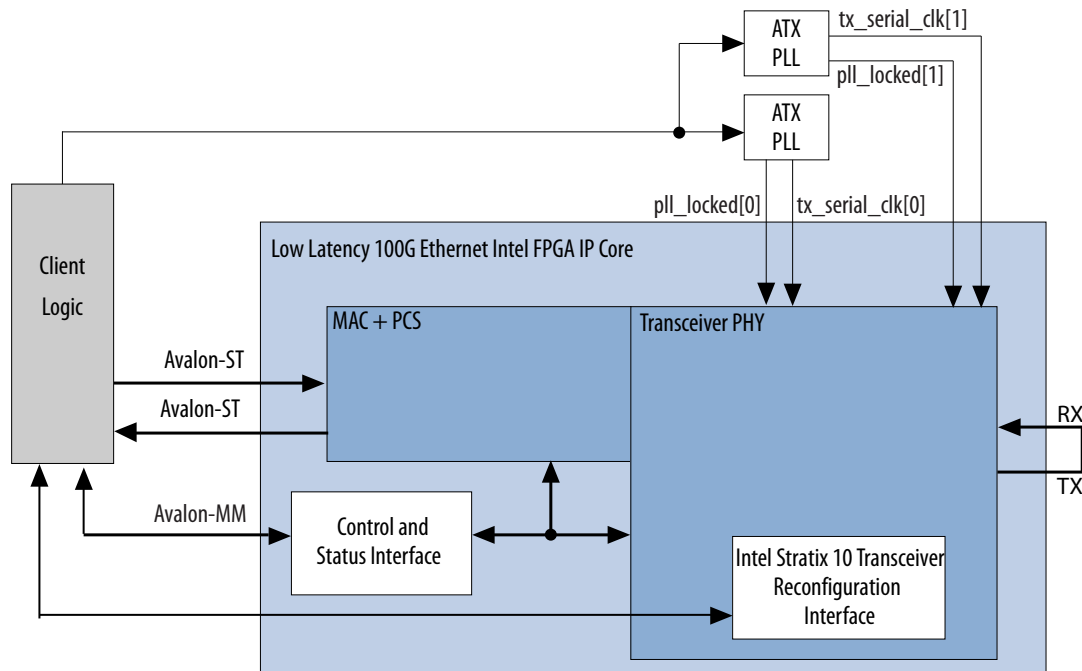 ATX
PLL
tx_serial_clk[1]
pll_locked[1]
ATX
PLL
pll_locked[0]
tx_serial_clk[0]
Client
Logic
Low Latency 100G Ethernet Intel FPGA IP Core
MAC + PCS
Transceiver PHY
Avalon-ST
Avalon-ST
RX
TX
Avalon-MM
Control and
Status Interface
Intel Stratix 10 Transceiver
Reconfiguration
Interface